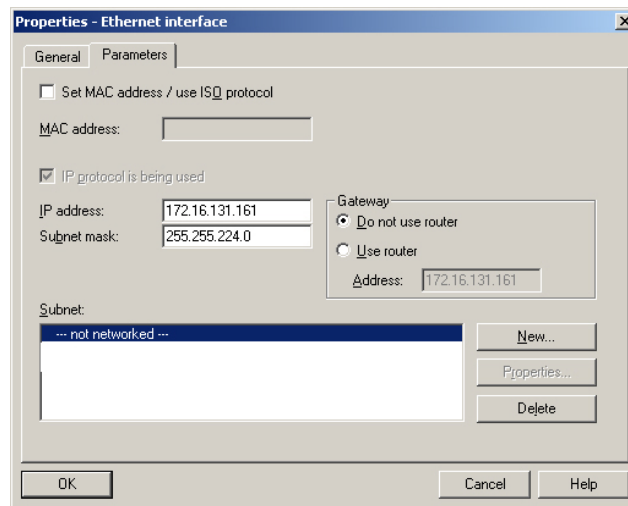 Properties - Ethernet interface
General Parameters
Set MAC address / use ISO protocol
MAC address:
IP protocol is being used
IP address: 172.16.131.161
Subnet mask: 255.255.224.0
Gateway
Do not use router
Use router
Address: 172.16.131.161
Subnet:
--- not networked ---
New...
Properties...
Delete
OK Cancel Help